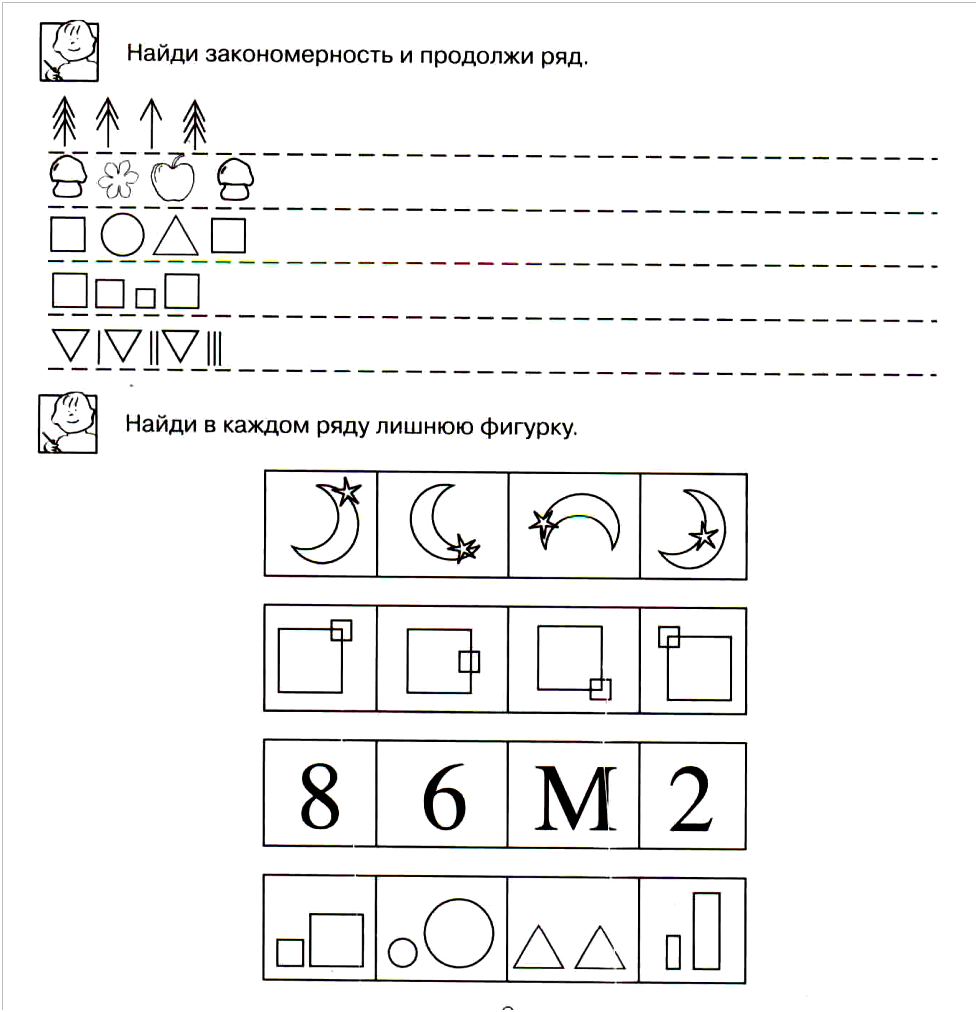 Найди закономерность и продолжи ряд.
Найди в каждом ряду лишнюю фигурку.
8 6 М 2